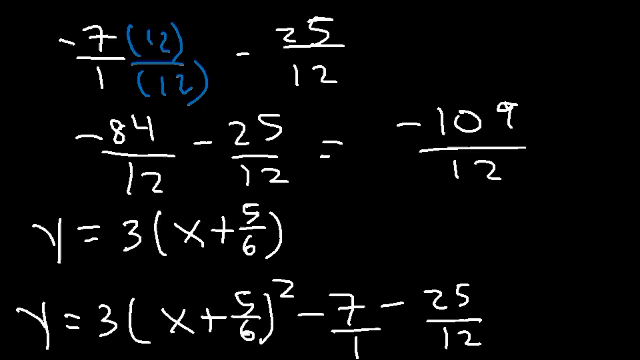 -7/1 (12)/(12) - 25/12
-84/12 - 25/12 = -109/12
y = 3(x + 5/6)
y = 3(x + 5/6)² - 7/1 - 25/12